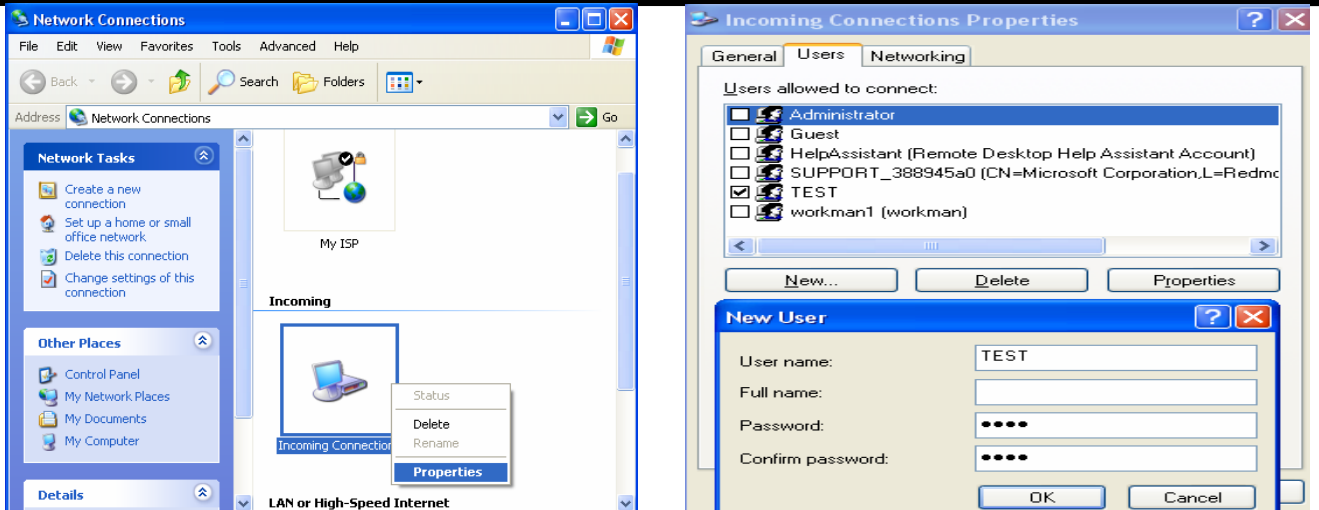 Network Connections
File Edit View Favorites Tools Advanced Help
Back Search Folders
Address Network Connections Go
Network Tasks
Create a new
connection
Set up a home or small
office network
Delete this connection
Change settings of this
connection
Other Places
Control Panel
My Network Places
My Documents
My Computer
Details
My ISP
Incoming
Incoming Connection
Status
Delete
Rename
Properties
LAN or High-Speed Internet
Incoming Connections Properties
General Users Networking
Users allowed to connect:
Administrator
Guest
HelpAssistant (Remote Desktop Help Assistant Account)
SUPPORT_388945a0 (CN=Microsoft Corporation,L=Redmo
TEST
workman1 (workman)
New... Delete Properties
New User
User name: TEST
Full name:
Password: ••••
Confirm password: ••••
OK Cancel